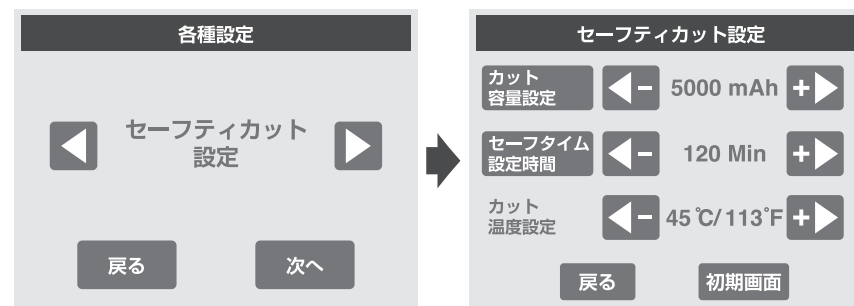 各種設定
セーフティカット
設定
戻る
次へ
セーフティカット設定
カット
容量設定
− 5000 mAh +
セーフタイム
設定時間
− 120 Min +
カット
温度設定
− 45℃/113°F +
戻る
初期画面